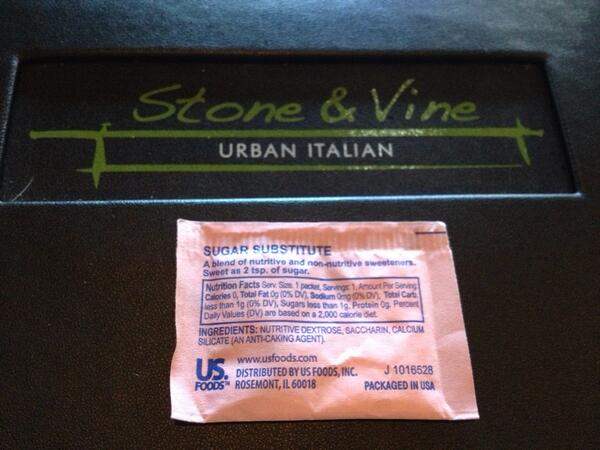 Stone & Vine
URBAN ITALIAN
SUGAR SUBSTITUTE
A blend of nutritive and non-nutritive sweeteners.
Sweet as 2 tsp. of sugar.
Nutrition Facts Serv. Size, 1 packet, Servings: 1, Amount Per Serving:
Calories 0, Total Fat 0g (0% DV), Sodium 0mg (0% DV), Total Carb.
less than 1g (0% DV), Sugars less than 1g, Protein 0g. Percent
Daily Values (DV) are based on a 2,000 calorie diet.
INGREDIENTS: NUTRITIVE DEXTROSE, SACCHARIN, CALCIUM
SILICATE (AN ANTI-CAKING AGENT).
www.usfoods.com
US. DISTRIBUTED BY US FOODS, INC. J 1016528
FOODS™ ROSEMONT, IL 60018 PACKAGED IN USA